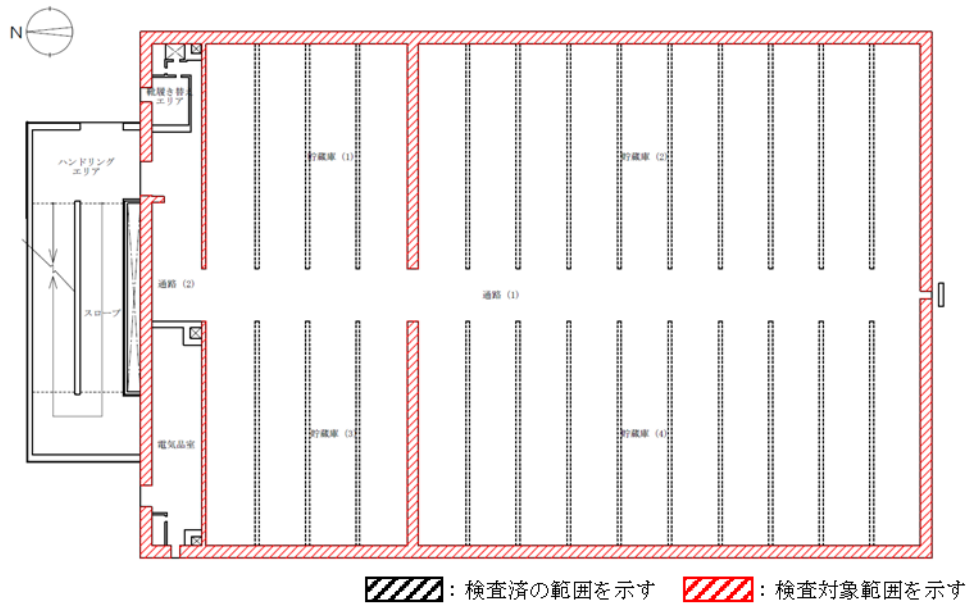 N
靴履き替え
エリア
ハンドリング
エリア
貯蔵庫 (1)
貯蔵庫 (2)
通路 (2)
通路 (1)
スロープ
電気品室
貯蔵庫 (3)
貯蔵庫 (4)
：検査済の範囲を示す
：検査対象範囲を示す